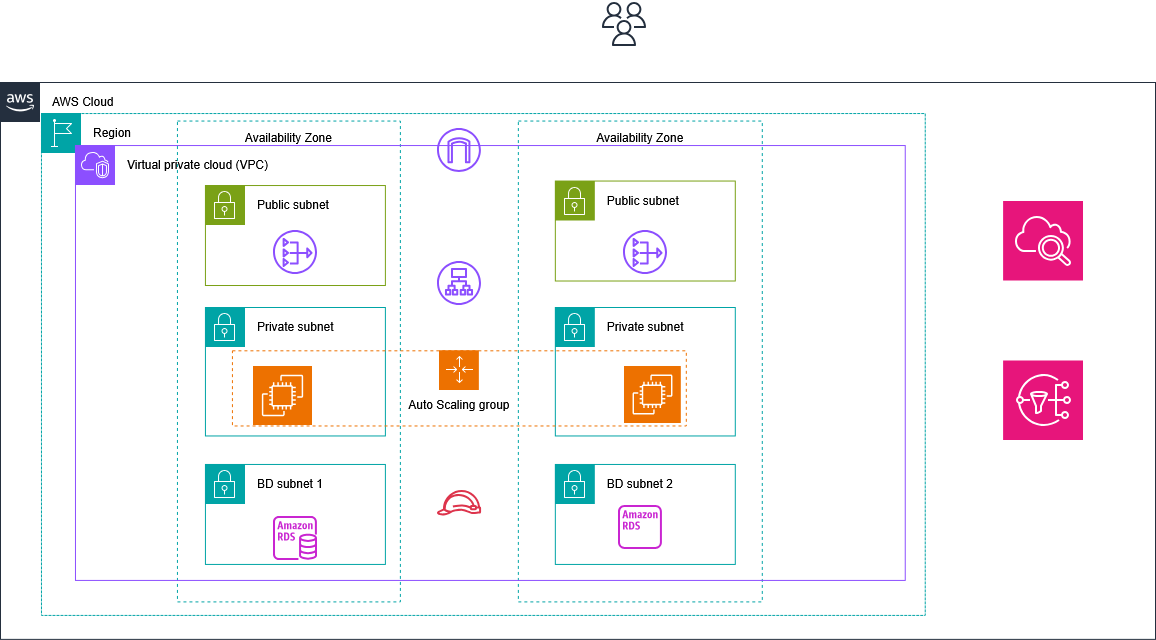 aws
AWS Cloud
Region
Availability Zone
Availability Zone
Virtual private cloud (VPC)
Public subnet
Public subnet
Private subnet
Private subnet
Auto Scaling group
BD subnet 1
BD subnet 2
Amazon
RDS
Amazon
RDS